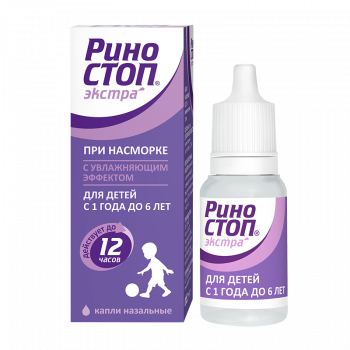 Рино
СТОП®
экстра
ПРИ НАСМОРКЕ
С УВЛАЖНЯЮЩИМ
ЭФФЕКТОМ
ДЛЯ ДЕТЕЙ
С 1 ГОДА ДО 6 ЛЕТ
действует до
12
часов
капли назальные
Рино
СТОП®
экстра
ДЛЯ ДЕТЕЙ
С 1 ГОДА ДО 6 ЛЕТ